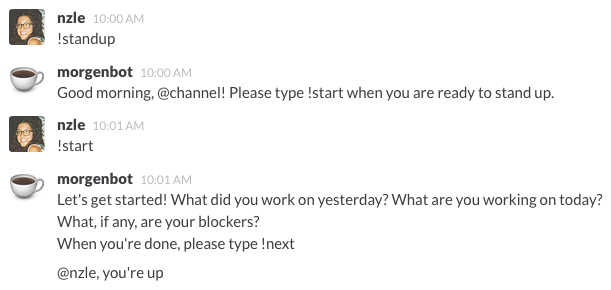 nzle 10:00 AM
!standup
morgenbot 10:00 AM
Good morning, @channel! Please type !start when you are ready to stand up.
nzle 10:01 AM
!start
morgenbot 10:01 AM
Let's get started! What did you work on yesterday? What are you working on today?
What, if any, are your blockers?
When you're done, please type !next
@nzle, you're up